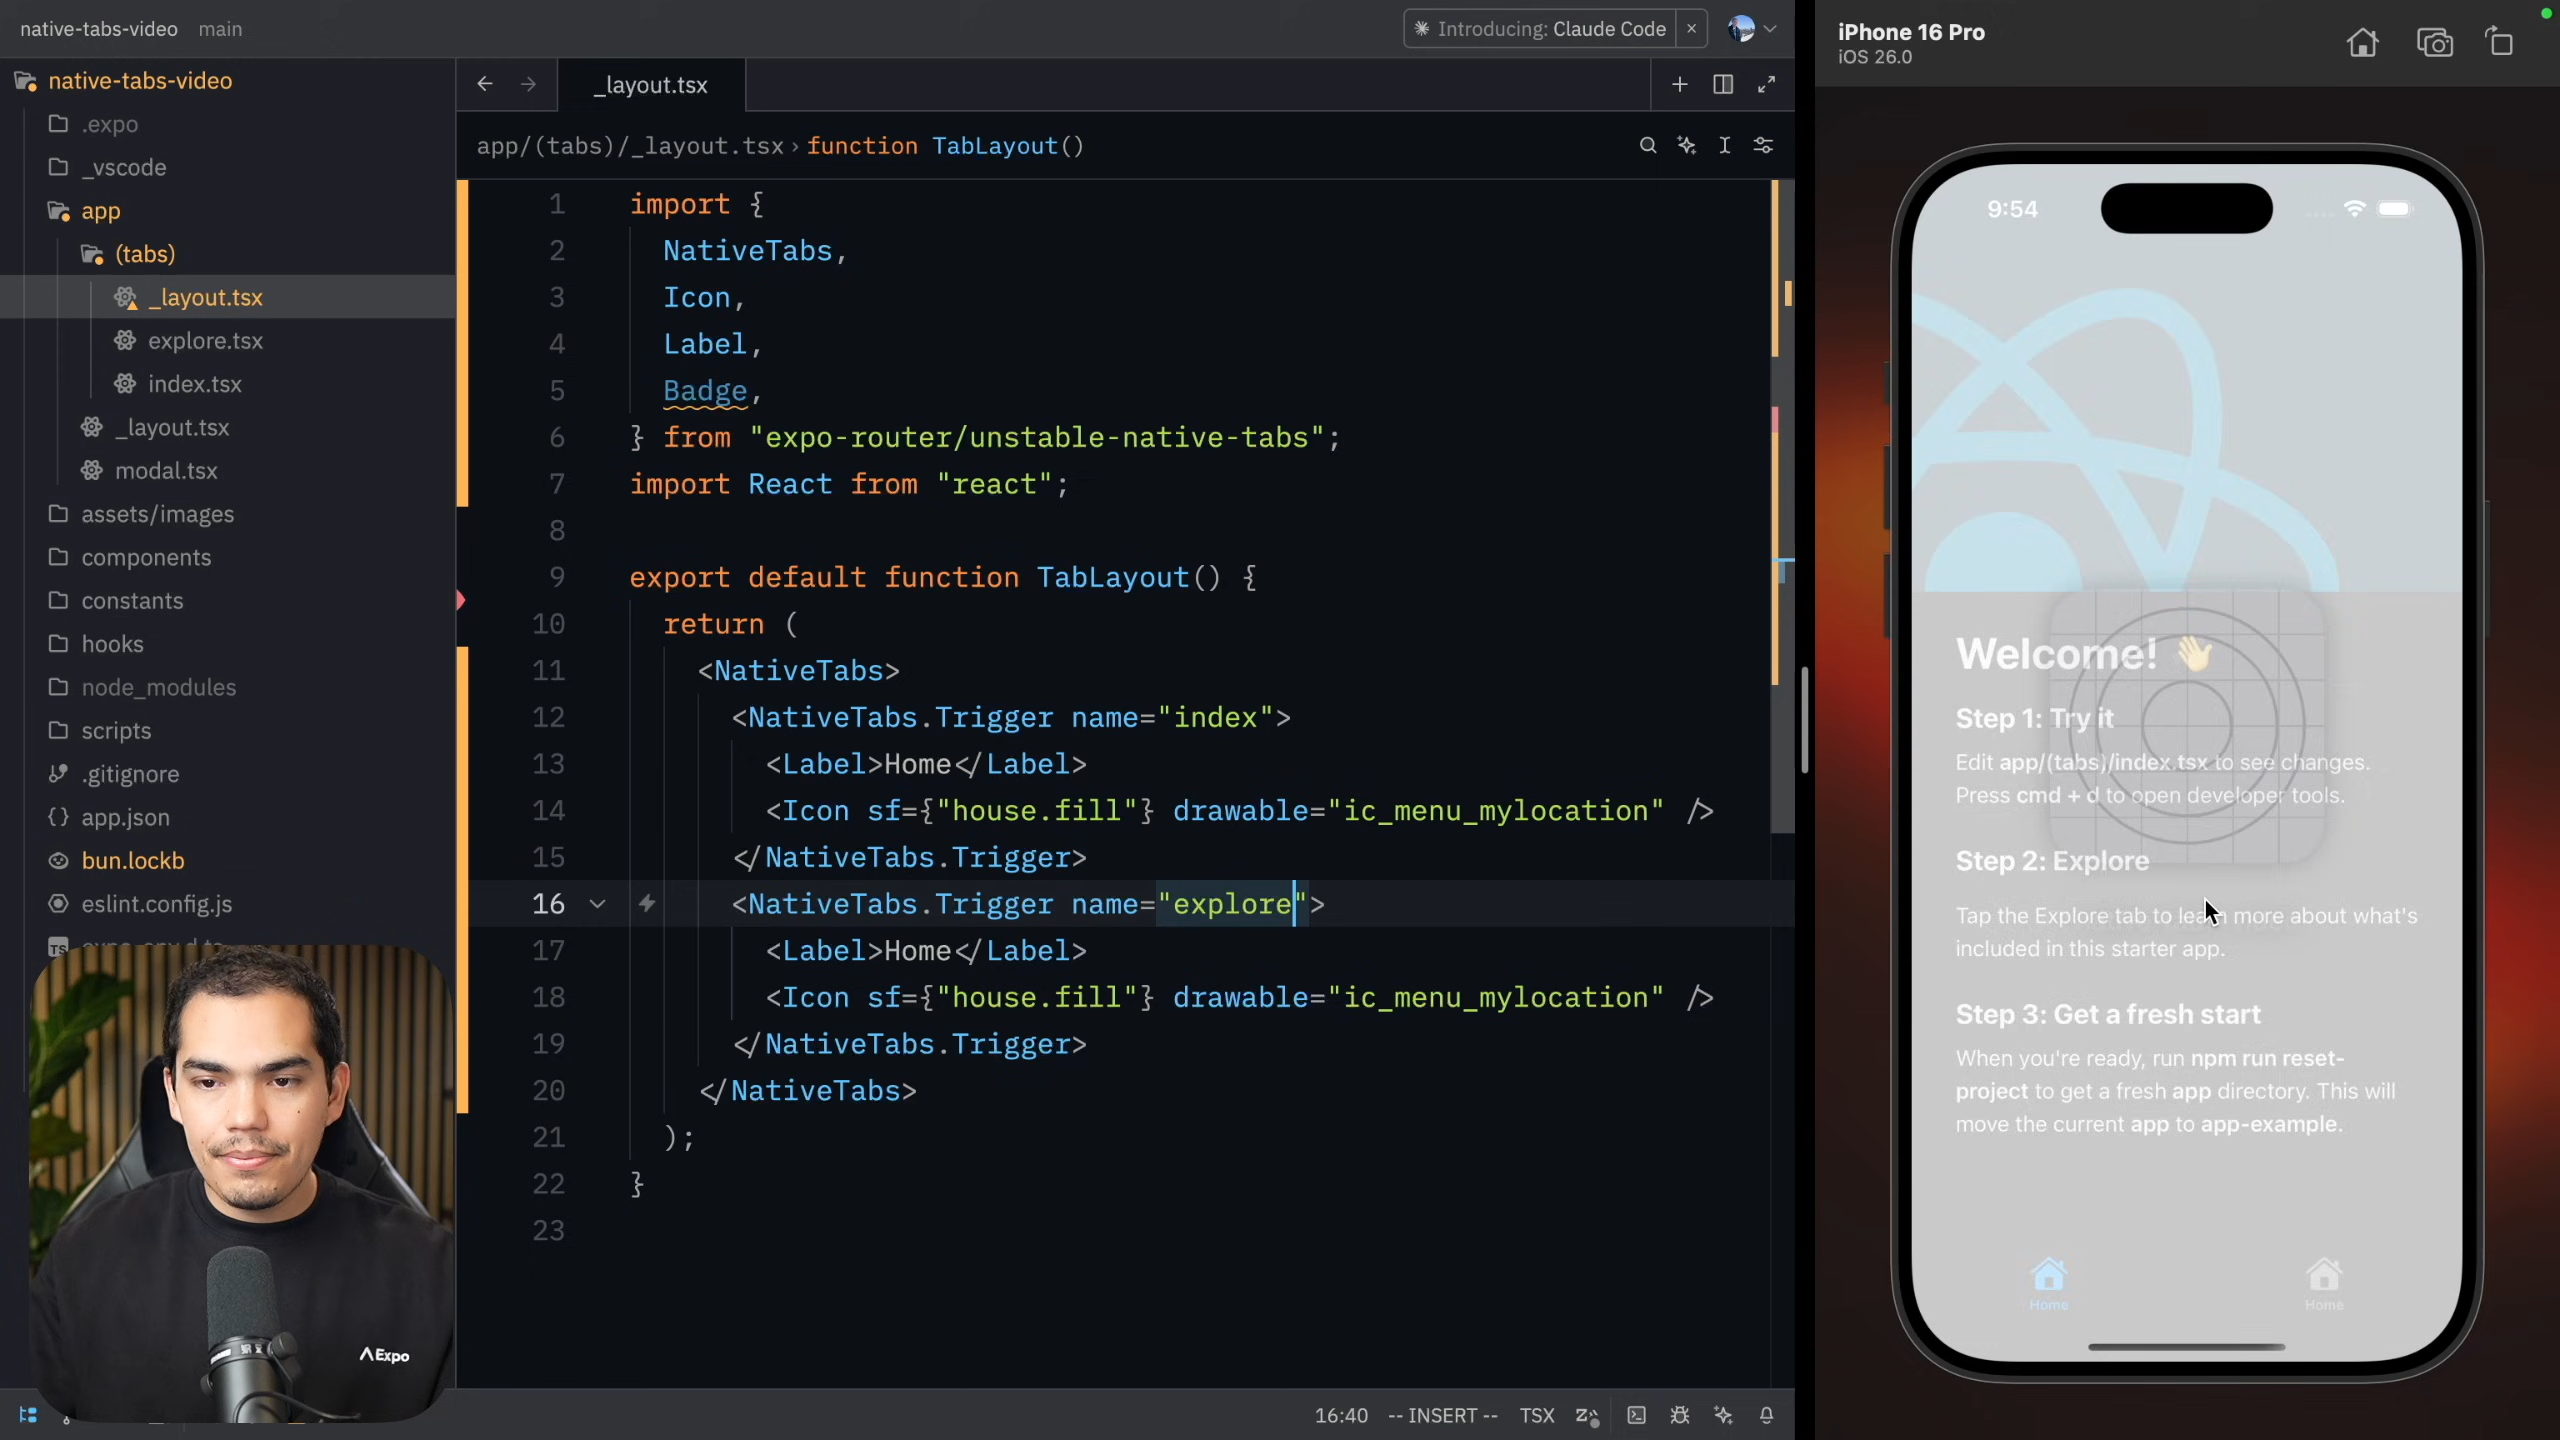 native-tabs-video main
Introducing: Claude Code
native-tabs-video
.expo
_vscode
app
(tabs)
_layout.tsx
explore.tsx
index.tsx
_layout.tsx
modal.tsx
assets/images
components
constants
hooks
node_modules
scripts
.gitignore
app.json
bun.lockb
eslint.config.js
TS
Expo
_layout.tsx
app/(tabs)/_layout.tsx › function TabLayout()
1 import {
2 NativeTabs,
3 Icon,
4 Label,
5 Badge,
6 } from "expo-router/unstable-native-tabs";
7 import React from "react";
8
9 export default function TabLayout() {
10 return (
11 <NativeTabs>
12 <NativeTabs.Trigger name="index">
13 <Label>Home</Label>
14 <Icon sf={"house.fill"} drawable="ic_menu_mylocation" />
15 </NativeTabs.Trigger>
16 <NativeTabs.Trigger name="explore">
17 <Label>Home</Label>
18 <Icon sf={"house.fill"} drawable="ic_menu_mylocation" />
19 </NativeTabs.Trigger>
20 </NativeTabs>
21 );
22 }
23
16:40 -- INSERT -- TSX
iPhone 16 Pro
iOS 26.0
9:54
Welcome! 👋
Step 1: Try it
Edit app/(tabs)/index.tsx to see changes.
Press cmd + d to open developer tools.
Step 2: Explore
Tap the Explore tab to learn more about what's
included in this starter app.
Step 3: Get a fresh start
When you're ready, run npm run reset-
project to get a fresh app directory. This will
move the current app to app-example.
Home
Home